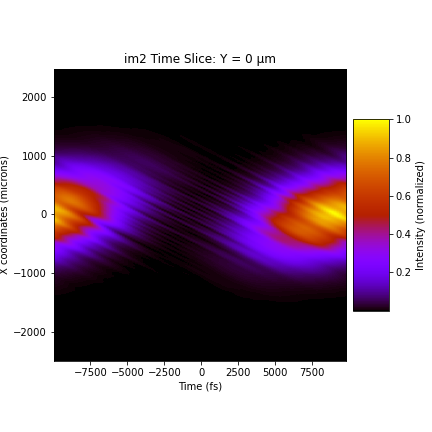 im2 Time Slice: Y = 0 μm
2000
1000
0
−1000
−2000
X coordinates (microns)
−7500 −5000 −2500 0 2500 5000 7500
Time (fs)
1.0
0.8
0.6
0.4
0.2
Intensity (normalized)